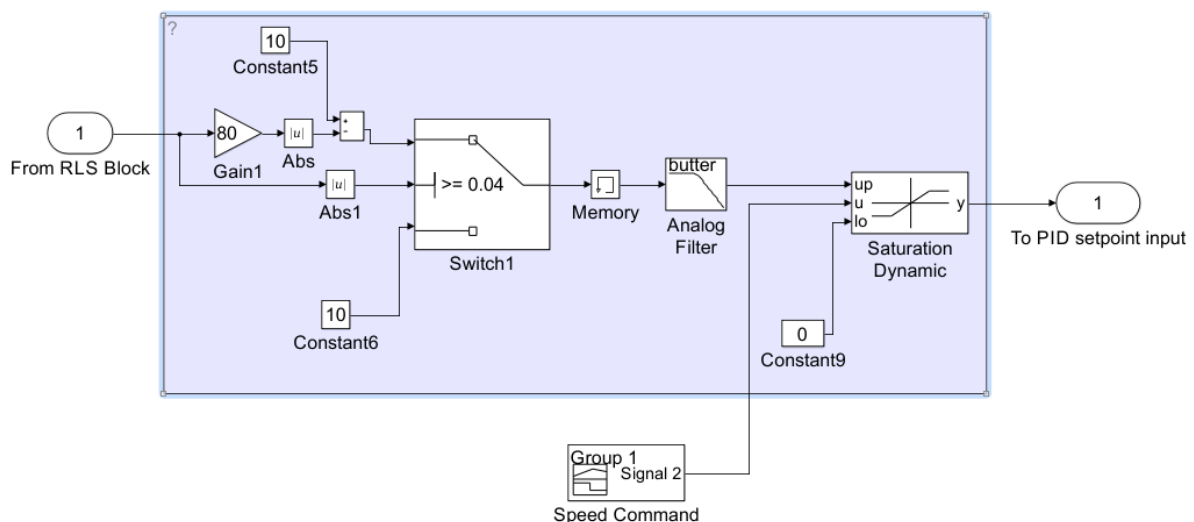 ?
10
Constant5
1
From RLS Block
80
Gain1
|u|
Abs
+
-
|u|
Abs1
>= 0.04
Switch1
10
Constant6
Memory
butter
Analog
Filter
up
u
lo
y
Saturation
Dynamic
0
Constant9
1
To PID setpoint input
Group 1
Signal 2
Speed Command